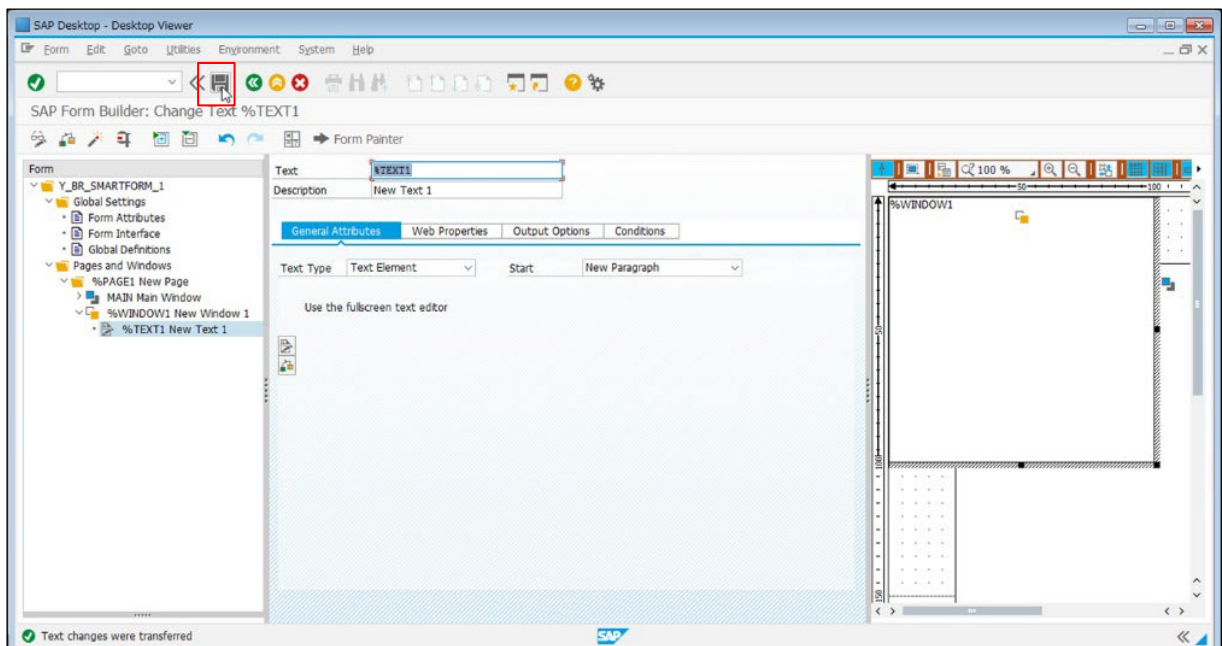 SAP Desktop - Desktop Viewer
Form Edit Goto Utilities Environment System Help
SAP Form Builder: Change Text %TEXT1
Form Painter
Form
Y_BR_SMARTFORM_1
Global Settings
Form Attributes
Form Interface
Global Definitions
Pages and Windows
%PAGE1 New Page
MAIN Main Window
%WINDOW1 New Window 1
%TEXT1 New Text 1
Text %TEXT1
Description New Text 1
General Attributes Web Properties Output Options Conditions
Text Type Text Element Start New Paragraph
Use the fullscreen text editor
100 %
50 100
%WINDOW1
50
100
150
Text changes were transferred
SAP